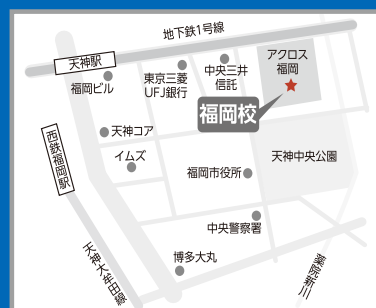 地下鉄1号線
天神駅
福岡ビル
東京三菱
UFJ銀行
中央三井
信託
アクロス
福岡
福岡校
天神コア
イムズ
西鉄福岡駅
福岡市役所
天神中央公園
中央警察署
博多大丸
天神大牟田線
薬院新川